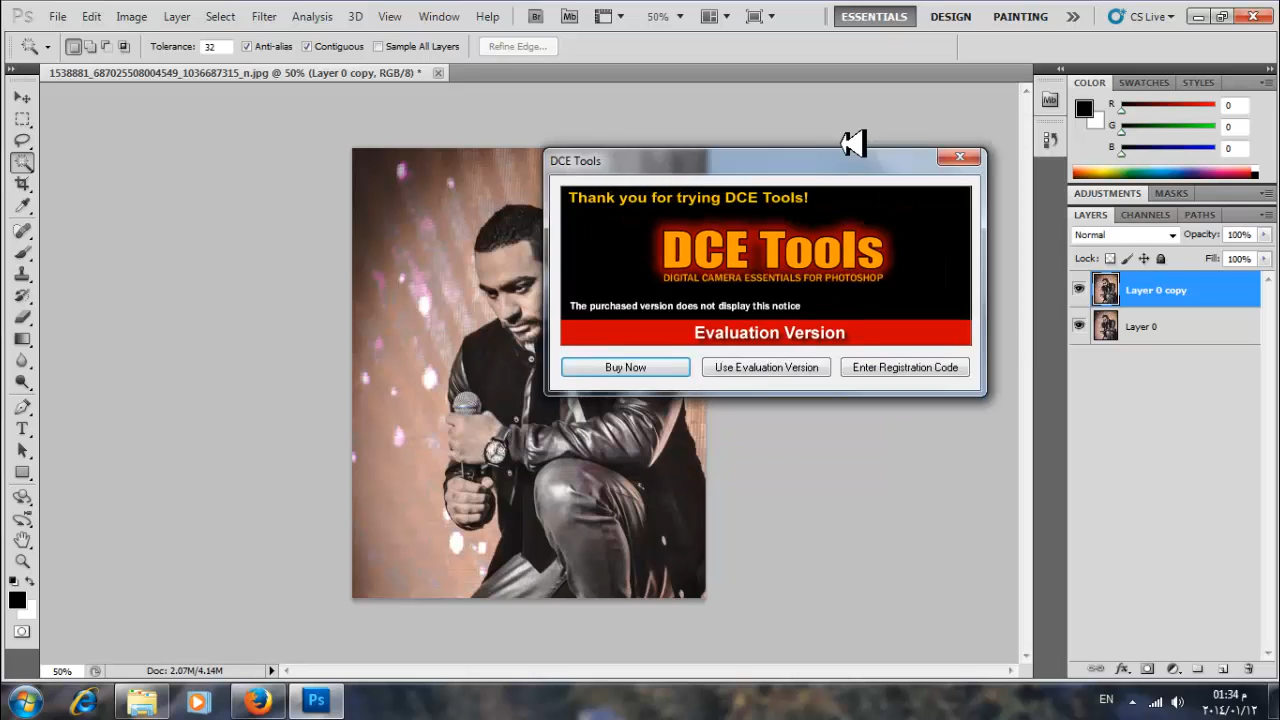 Ps File Edit Image Layer Select Filter Analysis 3D View Window Help Br Mb 50% ESSENTIALS DESIGN PAINTING CS Live
Tolerance: 32 Anti-alias Contiguous Sample All Layers Refine Edge...
1538881_687025508004549_1036687315_n.jpg @ 50% (Layer 0 copy, RGB/8) *
COLOR SWATCHES STYLES
Mb
R 0
G 0
B 0
DCE Tools
Thank you for trying DCE Tools!
DCE Tools
DIGITAL CAMERA ESSENTIALS FOR PHOTOSHOP
The purchased version does not display this notice
Evaluation Version
Buy Now Use Evaluation Version Enter Registration Code
ADJUSTMENTS MASKS
LAYERS CHANNELS PATHS
Normal Opacity: 100%
Lock: Fill: 100%
Layer 0 copy
Layer 0
T
50% Doc: 2.07M/4.14M
fx
Ps
EN
01:34 م
٢٠١٤/٠١/١٢